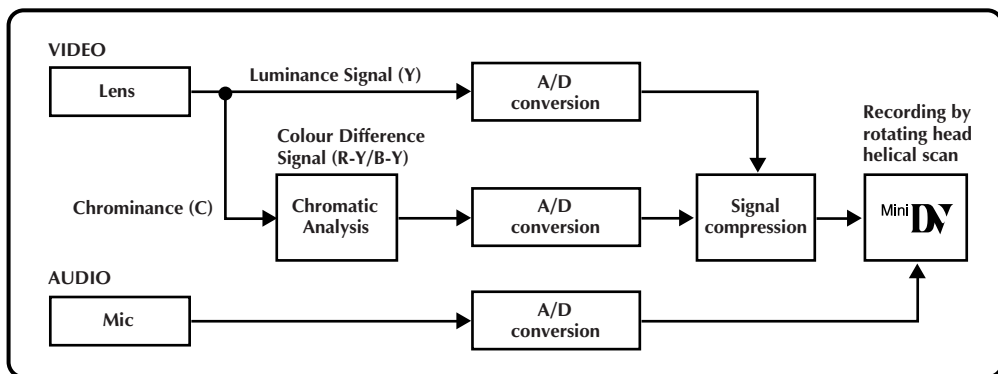 VIDEO
Lens
Luminance Signal (Y)
A/D
conversion
Recording by
rotating head
helical scan
Colour Difference
Signal (R-Y/B-Y)
Chrominance (C)
Chromatic
Analysis
A/D
conversion
Signal
compression
Mini DV
AUDIO
Mic
A/D
conversion